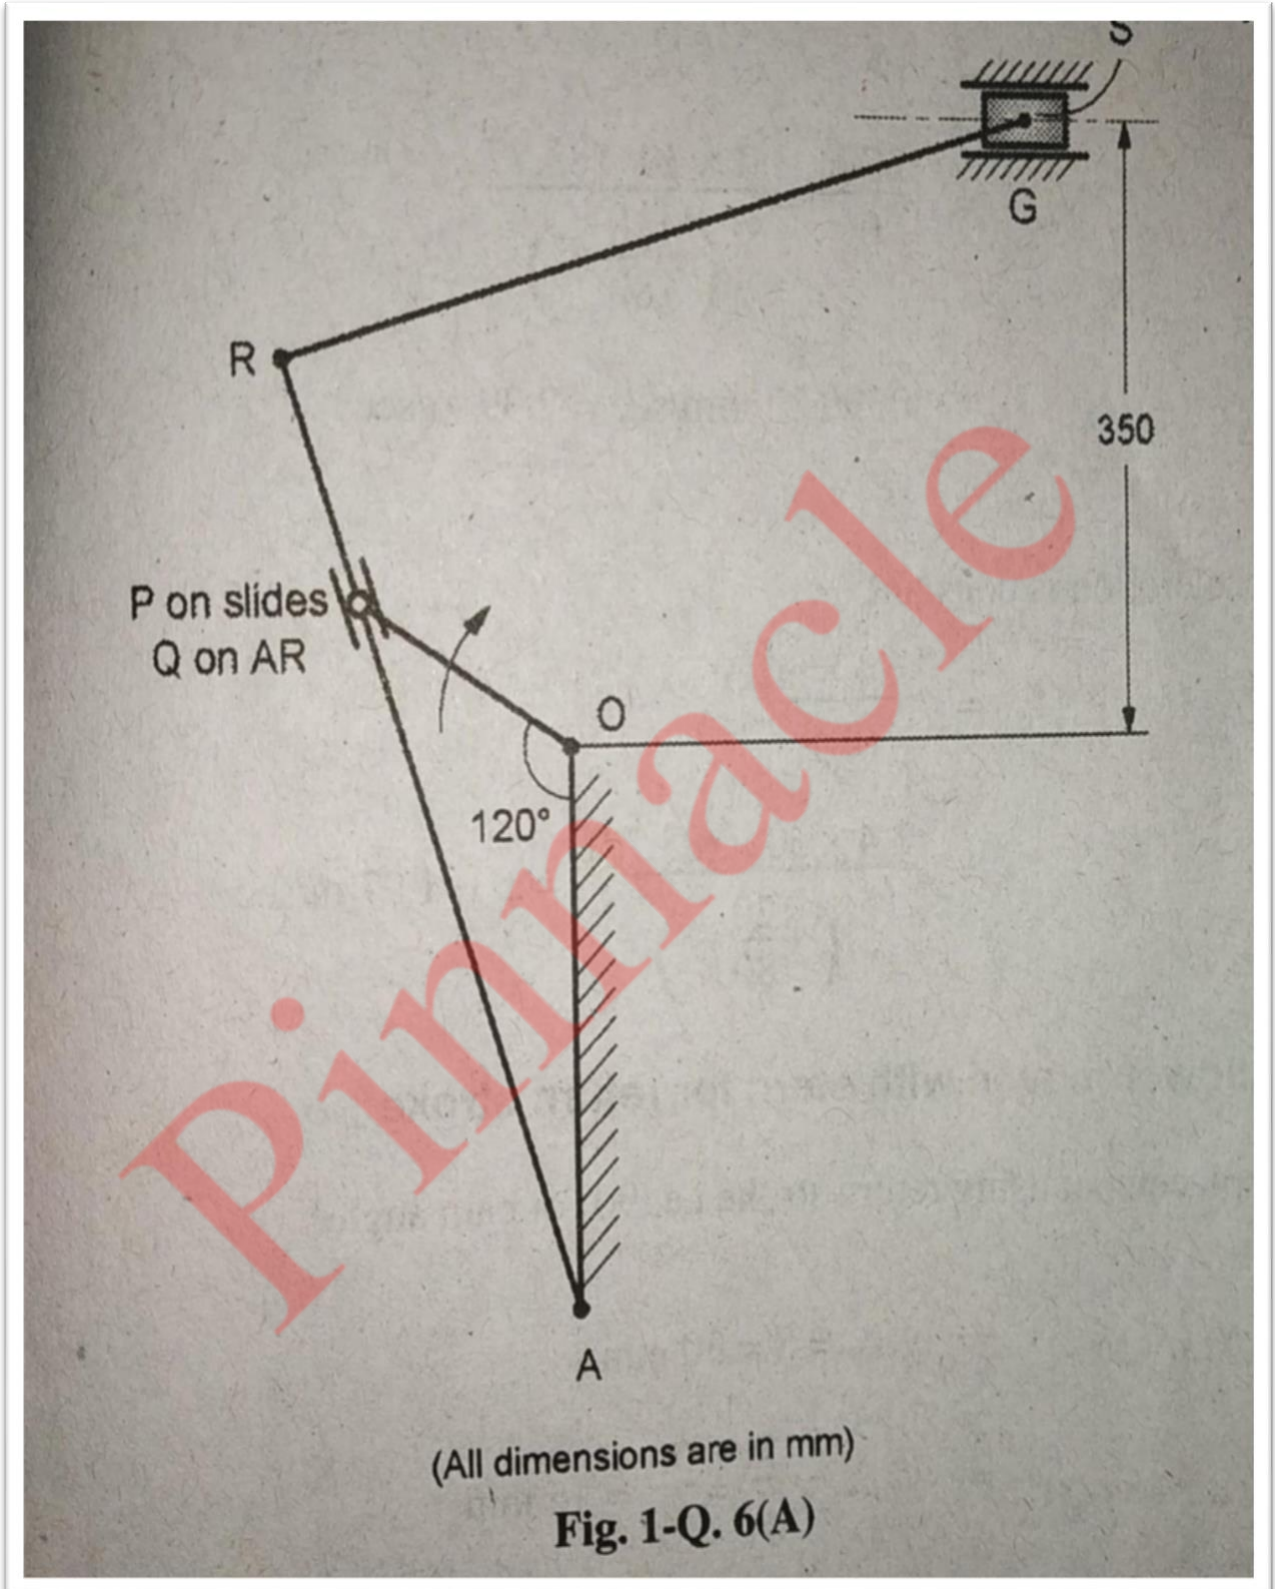 S
G
R
350
P on slides
Q on AR
O
120°
Pinnacle
A
(All dimensions are in mm)
Fig. 1-Q. 6(A)